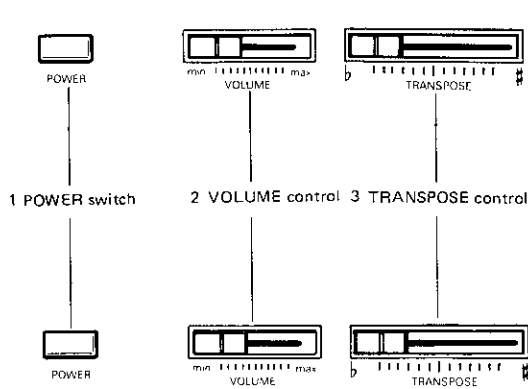 min max ♭ ♯
POWER VOLUME TRANSPOSE
1 POWER switch 2 VOLUME control 3 TRANSPOSE control
min max ♭ ♯
POWER VOLUME TRANSPOSE